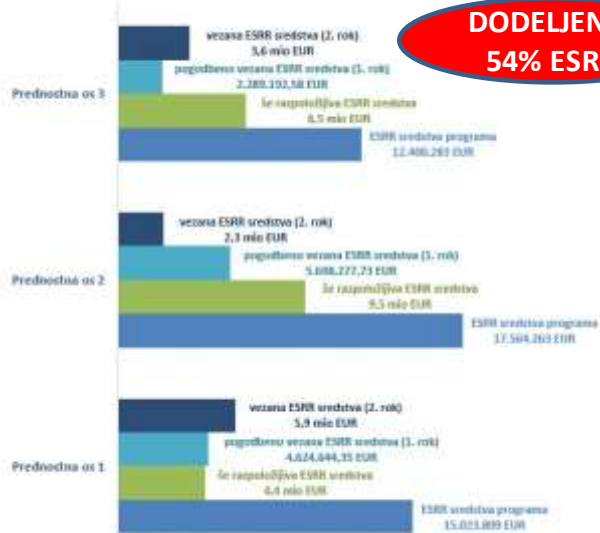 DODELJEN
54% ESR
vezana ESRR sredstva (2. rok)
3,6 mio EUR
pogodbeno vezana ESRR sredstva (1. rok)
2.289.192,58 EUR
Prednostna os 3
še razpoložljiva ESRR sredstva
6,5 mio EUR
ESRR sredstva programa
EUR
vezana ESRR sredstva (2. rok)
2,3 mio EUR
pogodbeno vezana ESRR sredstva (1. rok)
5.698.277,73 EUR
Prednostna os 2
še razpoložljiva ESRR sredstva
9,5 mio EUR
ESRR sredstva programa
17.564.263 EUR
vezana ESRR sredstva (2. rok)
5,9 mio EUR
pogodbeno vezana ESRR sredstva (1. rok)
4.624.644,35 EUR
Prednostna os 1
še razpoložljiva ESRR sredstva
4,4 mio EUR
ESRR sredstva programa
15.023.809 EUR